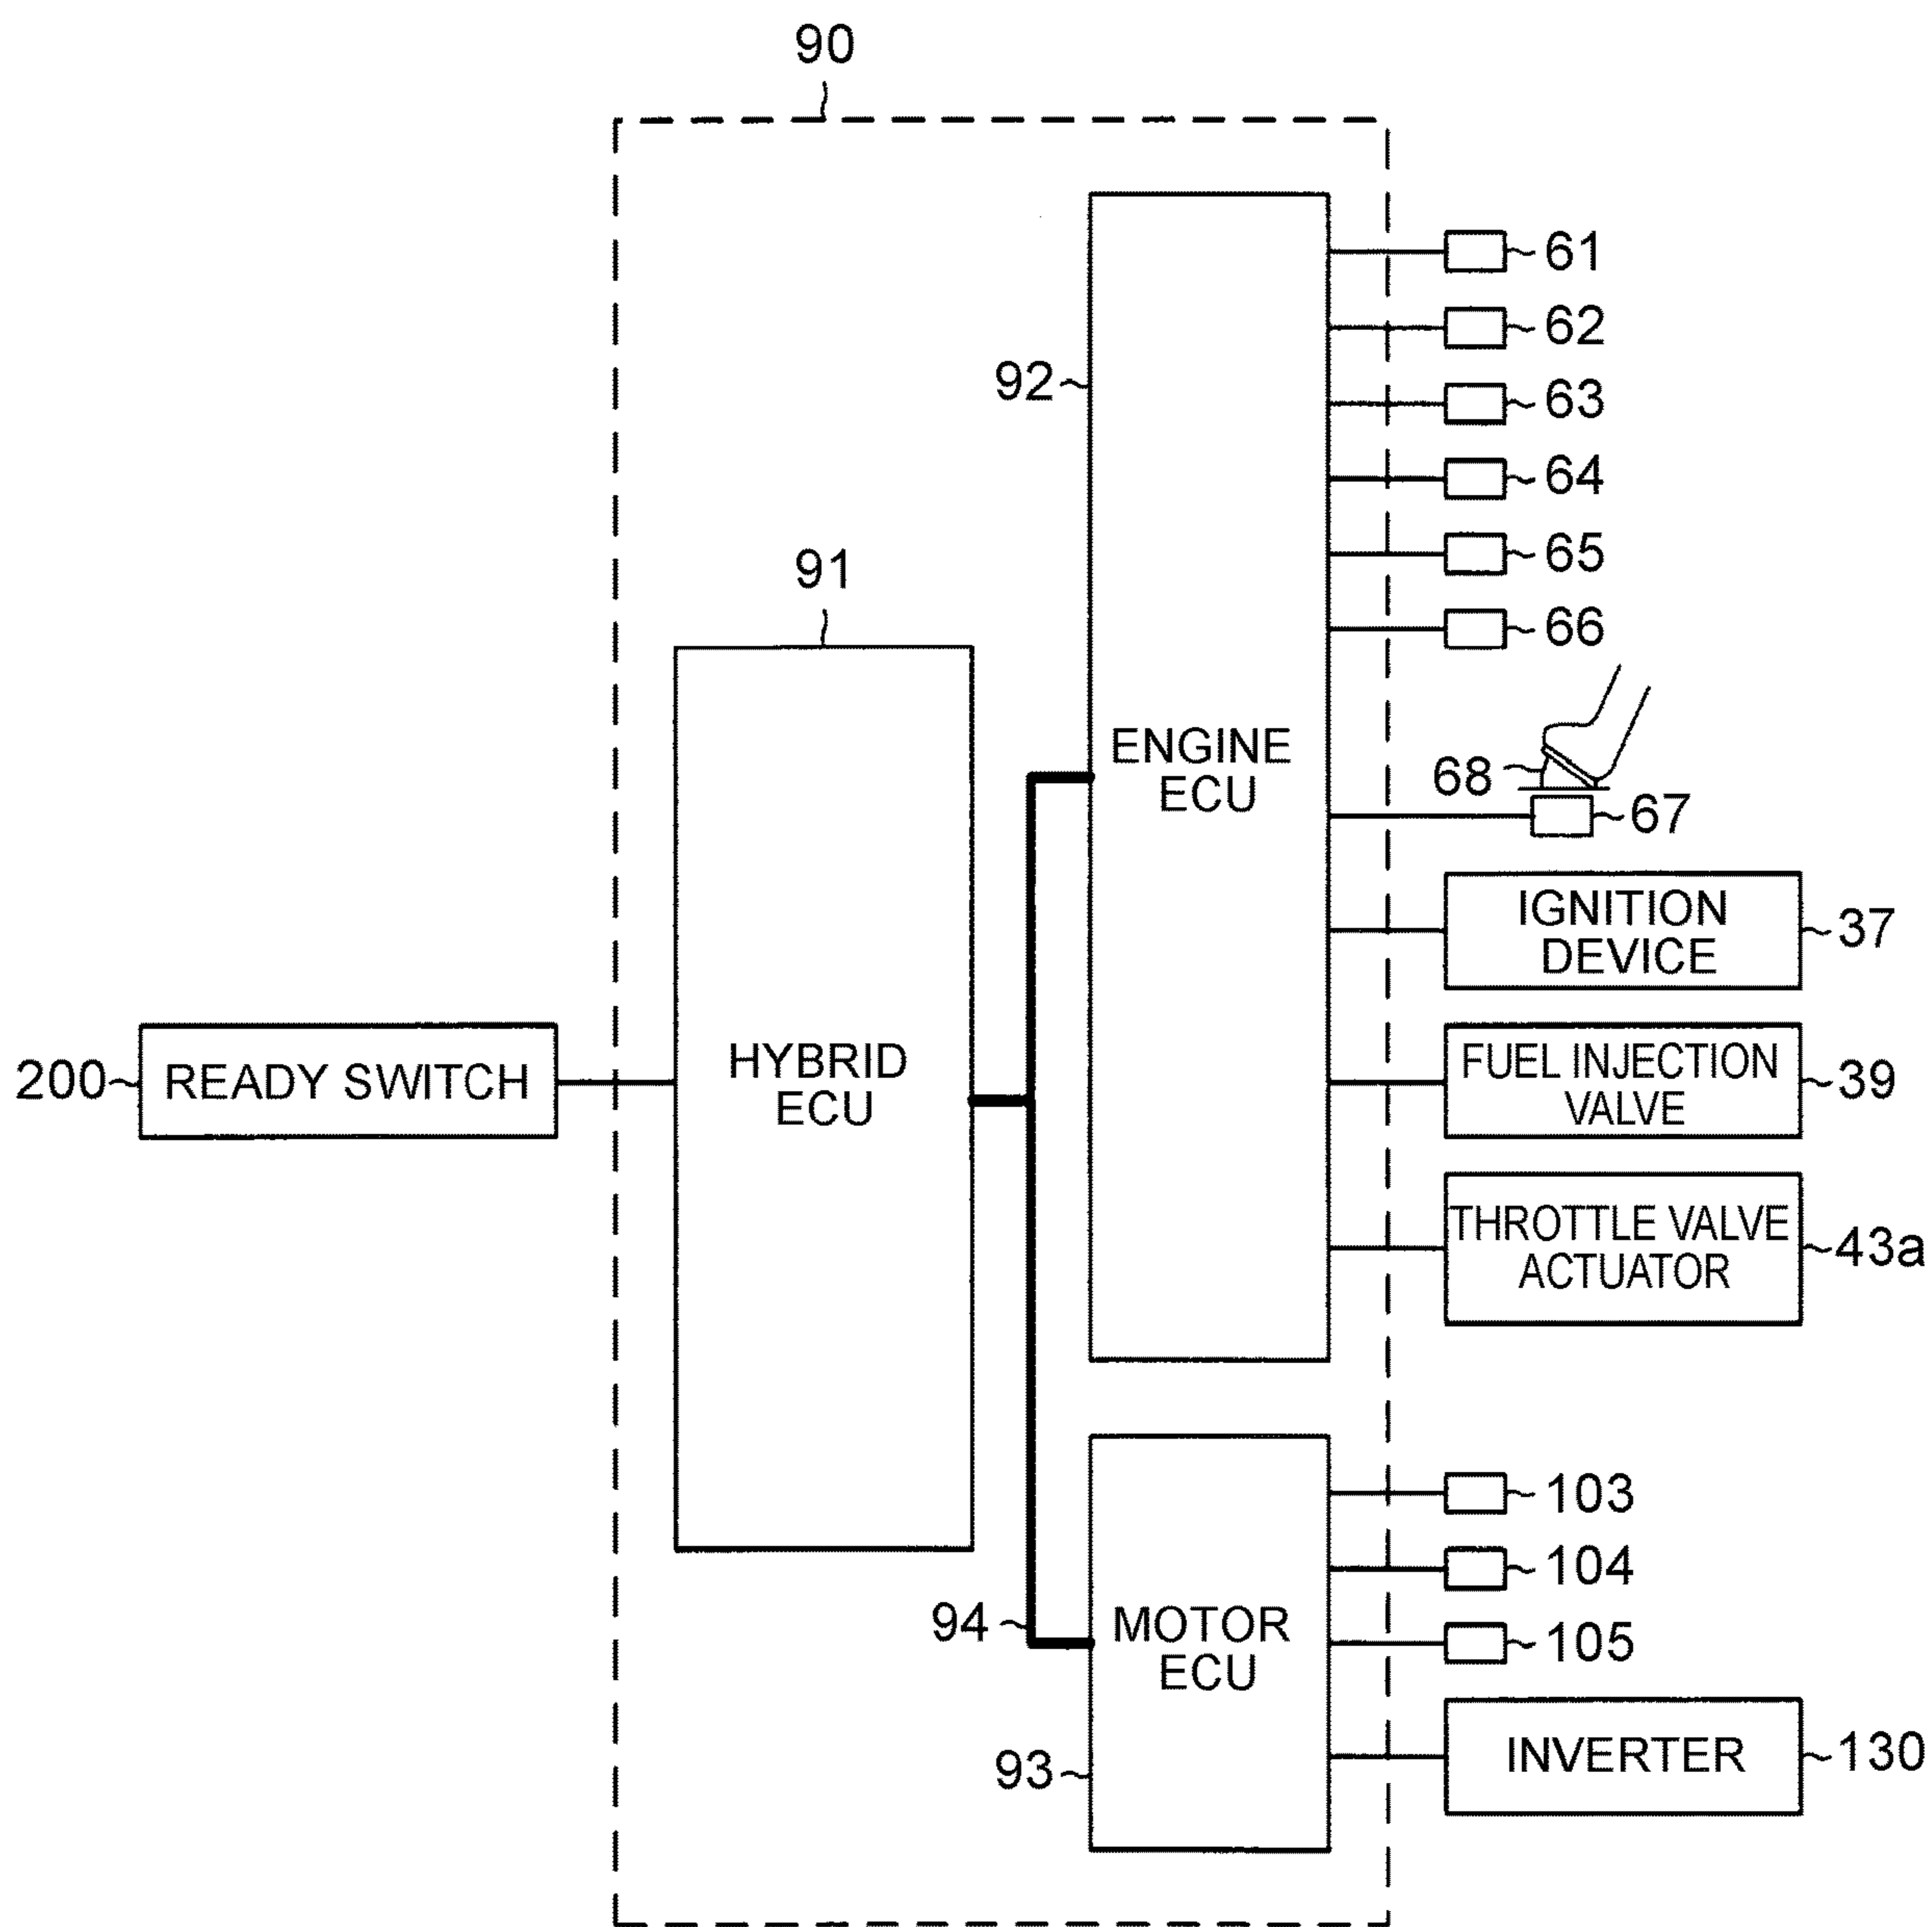 90
61
62
92
63
64
65
91
66
ENGINE
ECU
68
67
IGNITION
DEVICE
37
200
READY SWITCH
HYBRID
ECU
FUEL INJECTION
VALVE
39
THROTTLE VALVE
ACTUATOR
43a
103
104
94
MOTOR
ECU
105
93
INVERTER
130